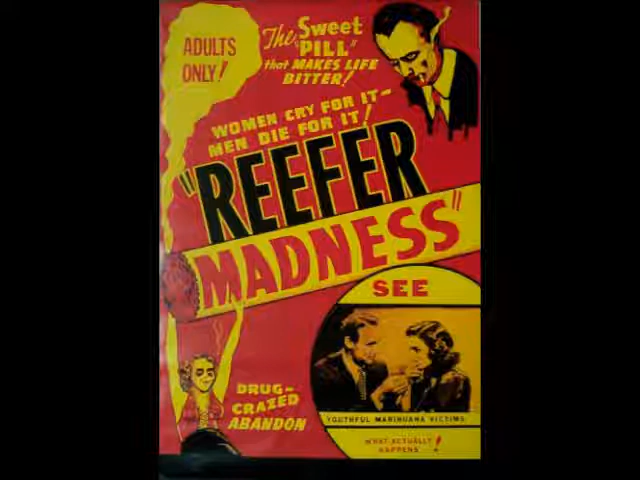 ADULTS
ONLY!
The Sweet
"PILL"
that MAKES LIFE
BITTER!
WOMEN CRY FOR IT—
MEN DIE FOR IT!
"REEFER
MADNESS"
SEE
DRUG-
CRAZED
ABANDON
YOUTHFUL MARIHUANA VICTIMS
WHAT ACTUALLY
HAPPENS!